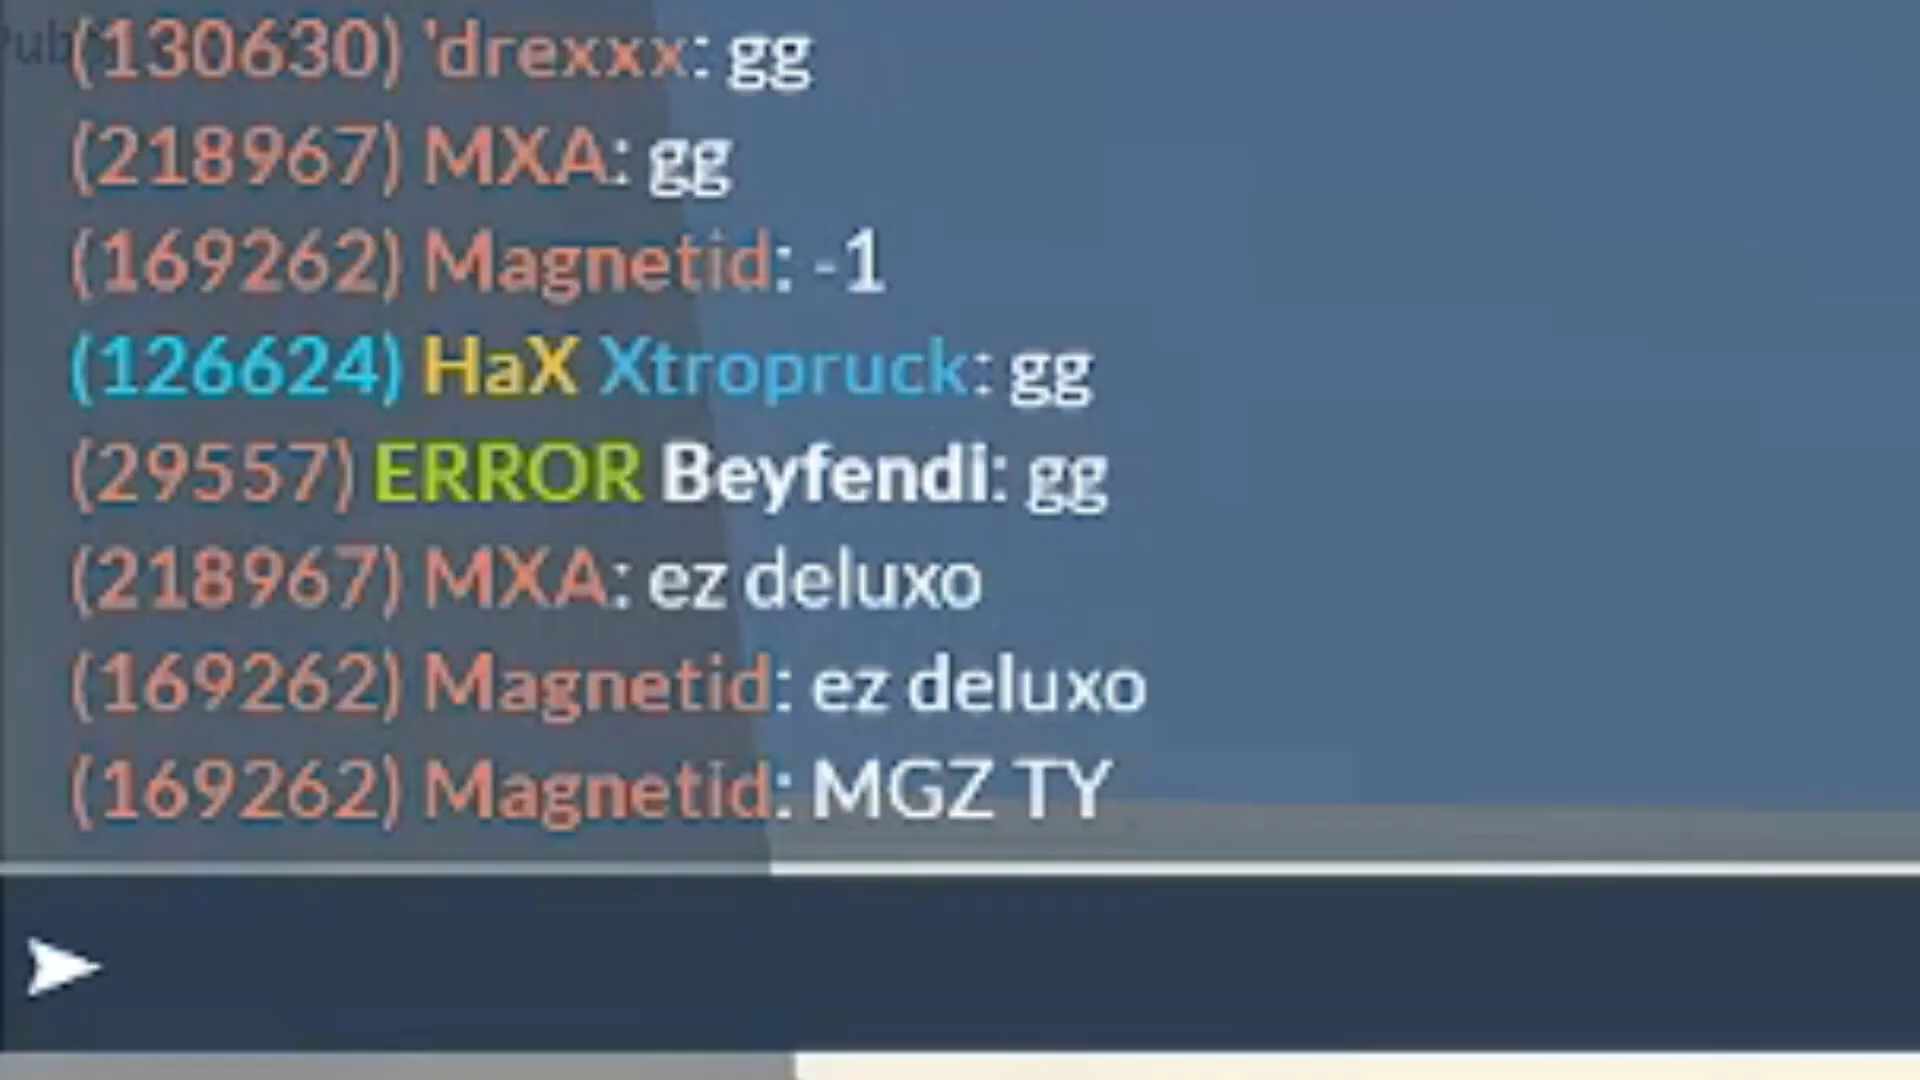 (130630) 'drexxx: gg
(218967) MXA: gg
(169262) Magnetid: -1
(126624) HaX Xtropruck: gg
(29557) ERROR Beyfendi: gg
(218967) MXA: ez deluxo
(169262) Magnetid: ez deluxo
(169262) Magnetid: MGZ TY